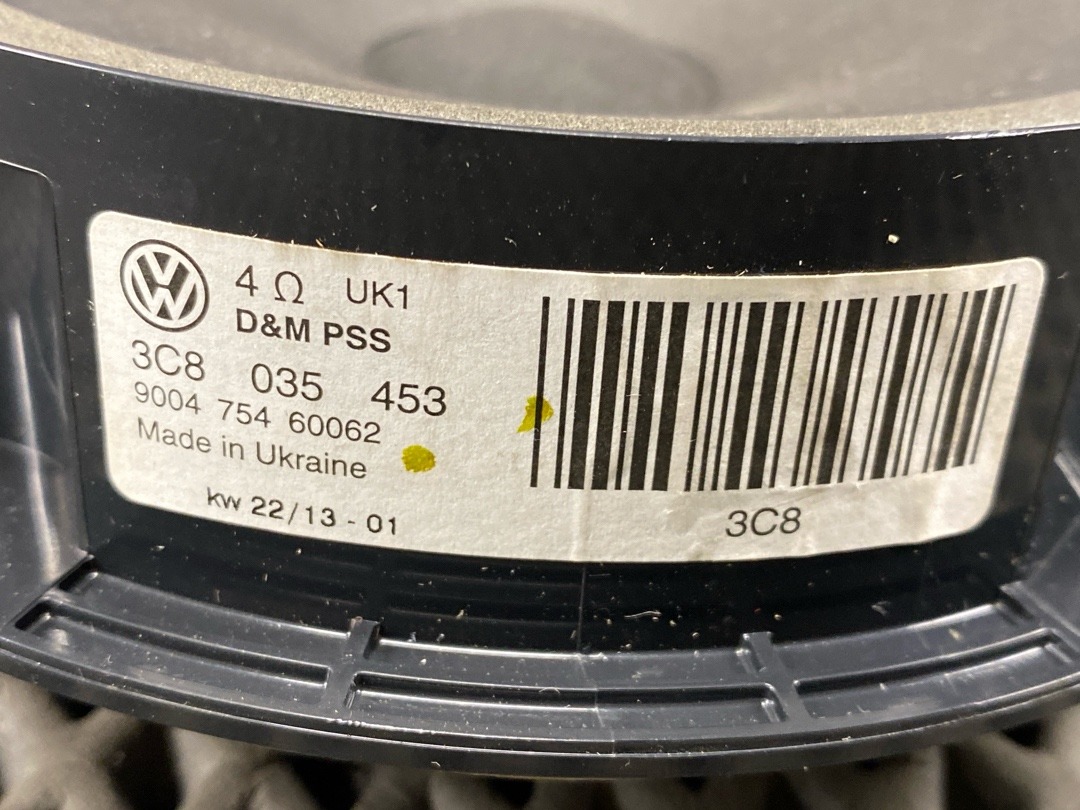 4 Ω UK1
D&M PSS
3C8 035 453
9004 754 60062
Made in Ukraine
kw 22/13 - 01
3C8